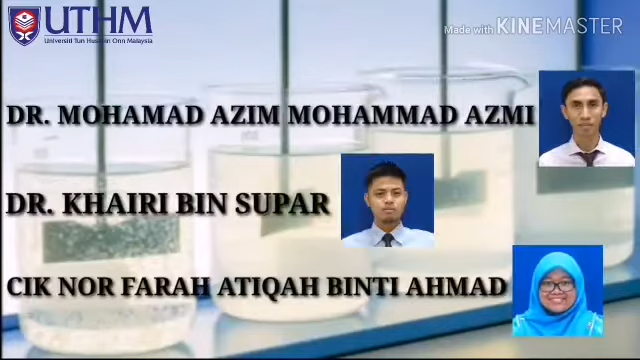 UTHM
Universiti Tun Hussein Onn Malaysia
Made with KINEMASTER
DR. MOHAMAD AZIM MOHAMMAD AZMI
DR. KHAIRI BIN SUPAR
CIK NOR FARAH ATIQAH BINTI AHMAD